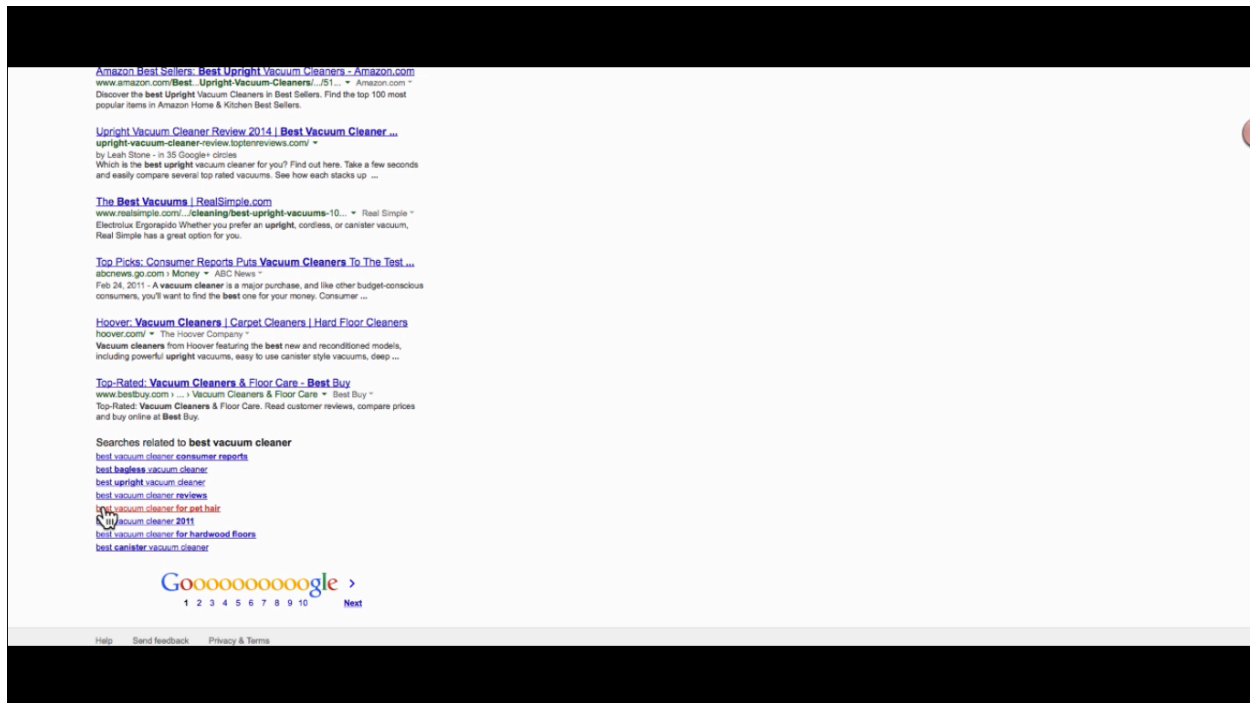 Amazon Best Sellers: Best Upright Vacuum Cleaners - Amazon.com
www.amazon.com/Best...Upright-Vacuum-Cleaners/.../51... ▾ Amazon.com
Discover the best Upright Vacuum Cleaners in Best Sellers. Find the top 100 most
popular items in Amazon Home & Kitchen Best Sellers.
Upright Vacuum Cleaner Review 2014 | Best Vacuum Cleaner ...
upright-vacuum-cleaner-review.toptenreviews.com/
by Leah Stone - in 35 Google+ circles
Which is the best upright vacuum cleaner for you? Find out here. Take a few seconds
and easily compare several top rated vacuums. See how each stacks up ...
The Best Vacuums | RealSimple.com
www.realsimple.com/.../cleaning/best-upright-vacuums-10... Real Simple
Electrolux Ergorapido Whether you prefer an upright, cordless, or canister vacuum,
Real Simple has a great option for you.
Top Picks: Consumer Reports Puts Vacuum Cleaners To The Test ...
abcnews.go.com › Money ABC News
Feb 24, 2011 - A vacuum cleaner is a major purchase, and like other budget-conscious
consumers, you'll want to find the best one for your money. Consumer ...
Hoover: Vacuum Cleaners | Carpet Cleaners | Hard Floor Cleaners
hoover.com/ The Hoover Company
Vacuum cleaners from Hoover featuring the best new and reconditioned models,
including powerful upright vacuums, easy to use canister style vacuums, deep ...
Top-Rated: Vacuum Cleaners & Floor Care - Best Buy
www.bestbuy.com › ... › Vacuum Cleaners & Floor Care Best Buy
Top-Rated: Vacuum Cleaners & Floor Care. Read customer reviews, compare prices
and buy online at Best Buy.
Searches related to best vacuum cleaner
best vacuum cleaner consumer reports
best bagless vacuum cleaner
best upright vacuum cleaner
best vacuum cleaner reviews
best vacuum cleaner for pet hair
vacuum cleaner 2011
best vacuum cleaner for hardwood floors
best canister vacuum cleaner
Goooooooooogle >
1 2 3 4 5 6 7 8 9 10 Next
Help Send feedback Privacy & Terms